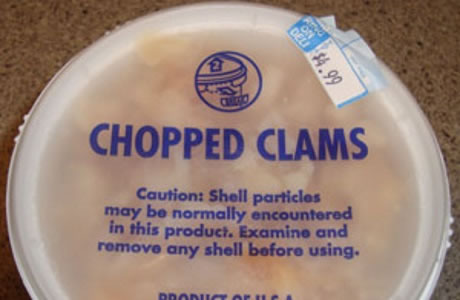 CHOPPED CLAMS
Caution: Shell particles
may be normally encountered
in this product. Examine and
remove any shell before using.
PRODUCT OF U.S.A.